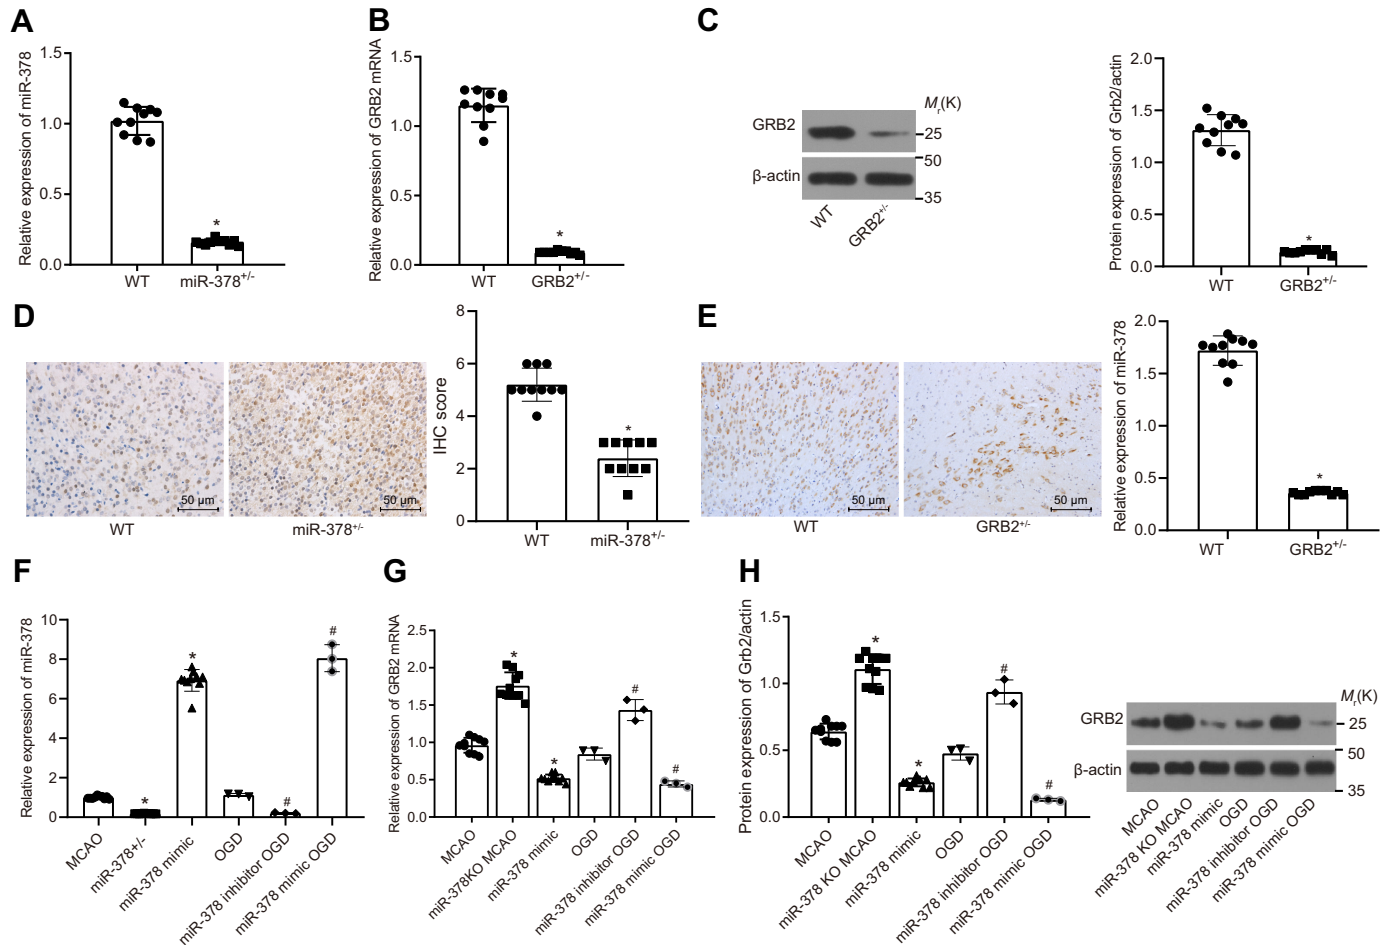 A
Relative expression of miR-378
1.5
1.0
0.5
0.0
*
WT
miR-378+/-
B
Relative expression of GRB2 mRNA
1.5
1.0
0.5
0.0
*
WT
GRB2+/-
C
GRB2
β-actin
Mr(K)
25
50
35
WT
GRB2+/-
Protein expression of Grb2/actin
2.0
1.5
1.0
0.5
0.0
*
WT
GRB2+/-
D
50 µm
WT
50 µm
miR-378+/-
IHC score
8
6
4
2
0
*
WT
miR-378+/-
E
50 µm
WT
50 µm
GRB2+/-
Relative expression of miR-378
2.0
1.5
1.0
0.5
0.0
*
WT
GRB2+/-
F
Relative expression of miR-378
10
8
6
4
2
0
*
*
#
#
MCAO
miR-378+/-
miR-378 mimic
OGD
miR-378 inhibitor OGD
miR-378 mimic OGD
G
Relative expression of GRB2 mRNA
2.5
2.0
1.5
1.0
0.5
0.0
*
*
#
#
MCAO
miR-378KO MCAO
miR-378 mimic
OGD
miR-378 inhibitor OGD
miR-378 mimic OGD
H
Protein expression of Grb2/actin
1.5
1.0
0.5
0.0
*
*
#
#
MCAO
miR-378 KO MCAO
miR-378 mimic
OGD
miR-378 inhibitor OGD
miR-378 mimic OGD
GRB2
β-actin
Mr(K)
25
50
35
MCAO
miR-378 KO MCAO
miR-378 mimic
OGD
miR-378 inhibitor OGD
miR-378 mimic OGD